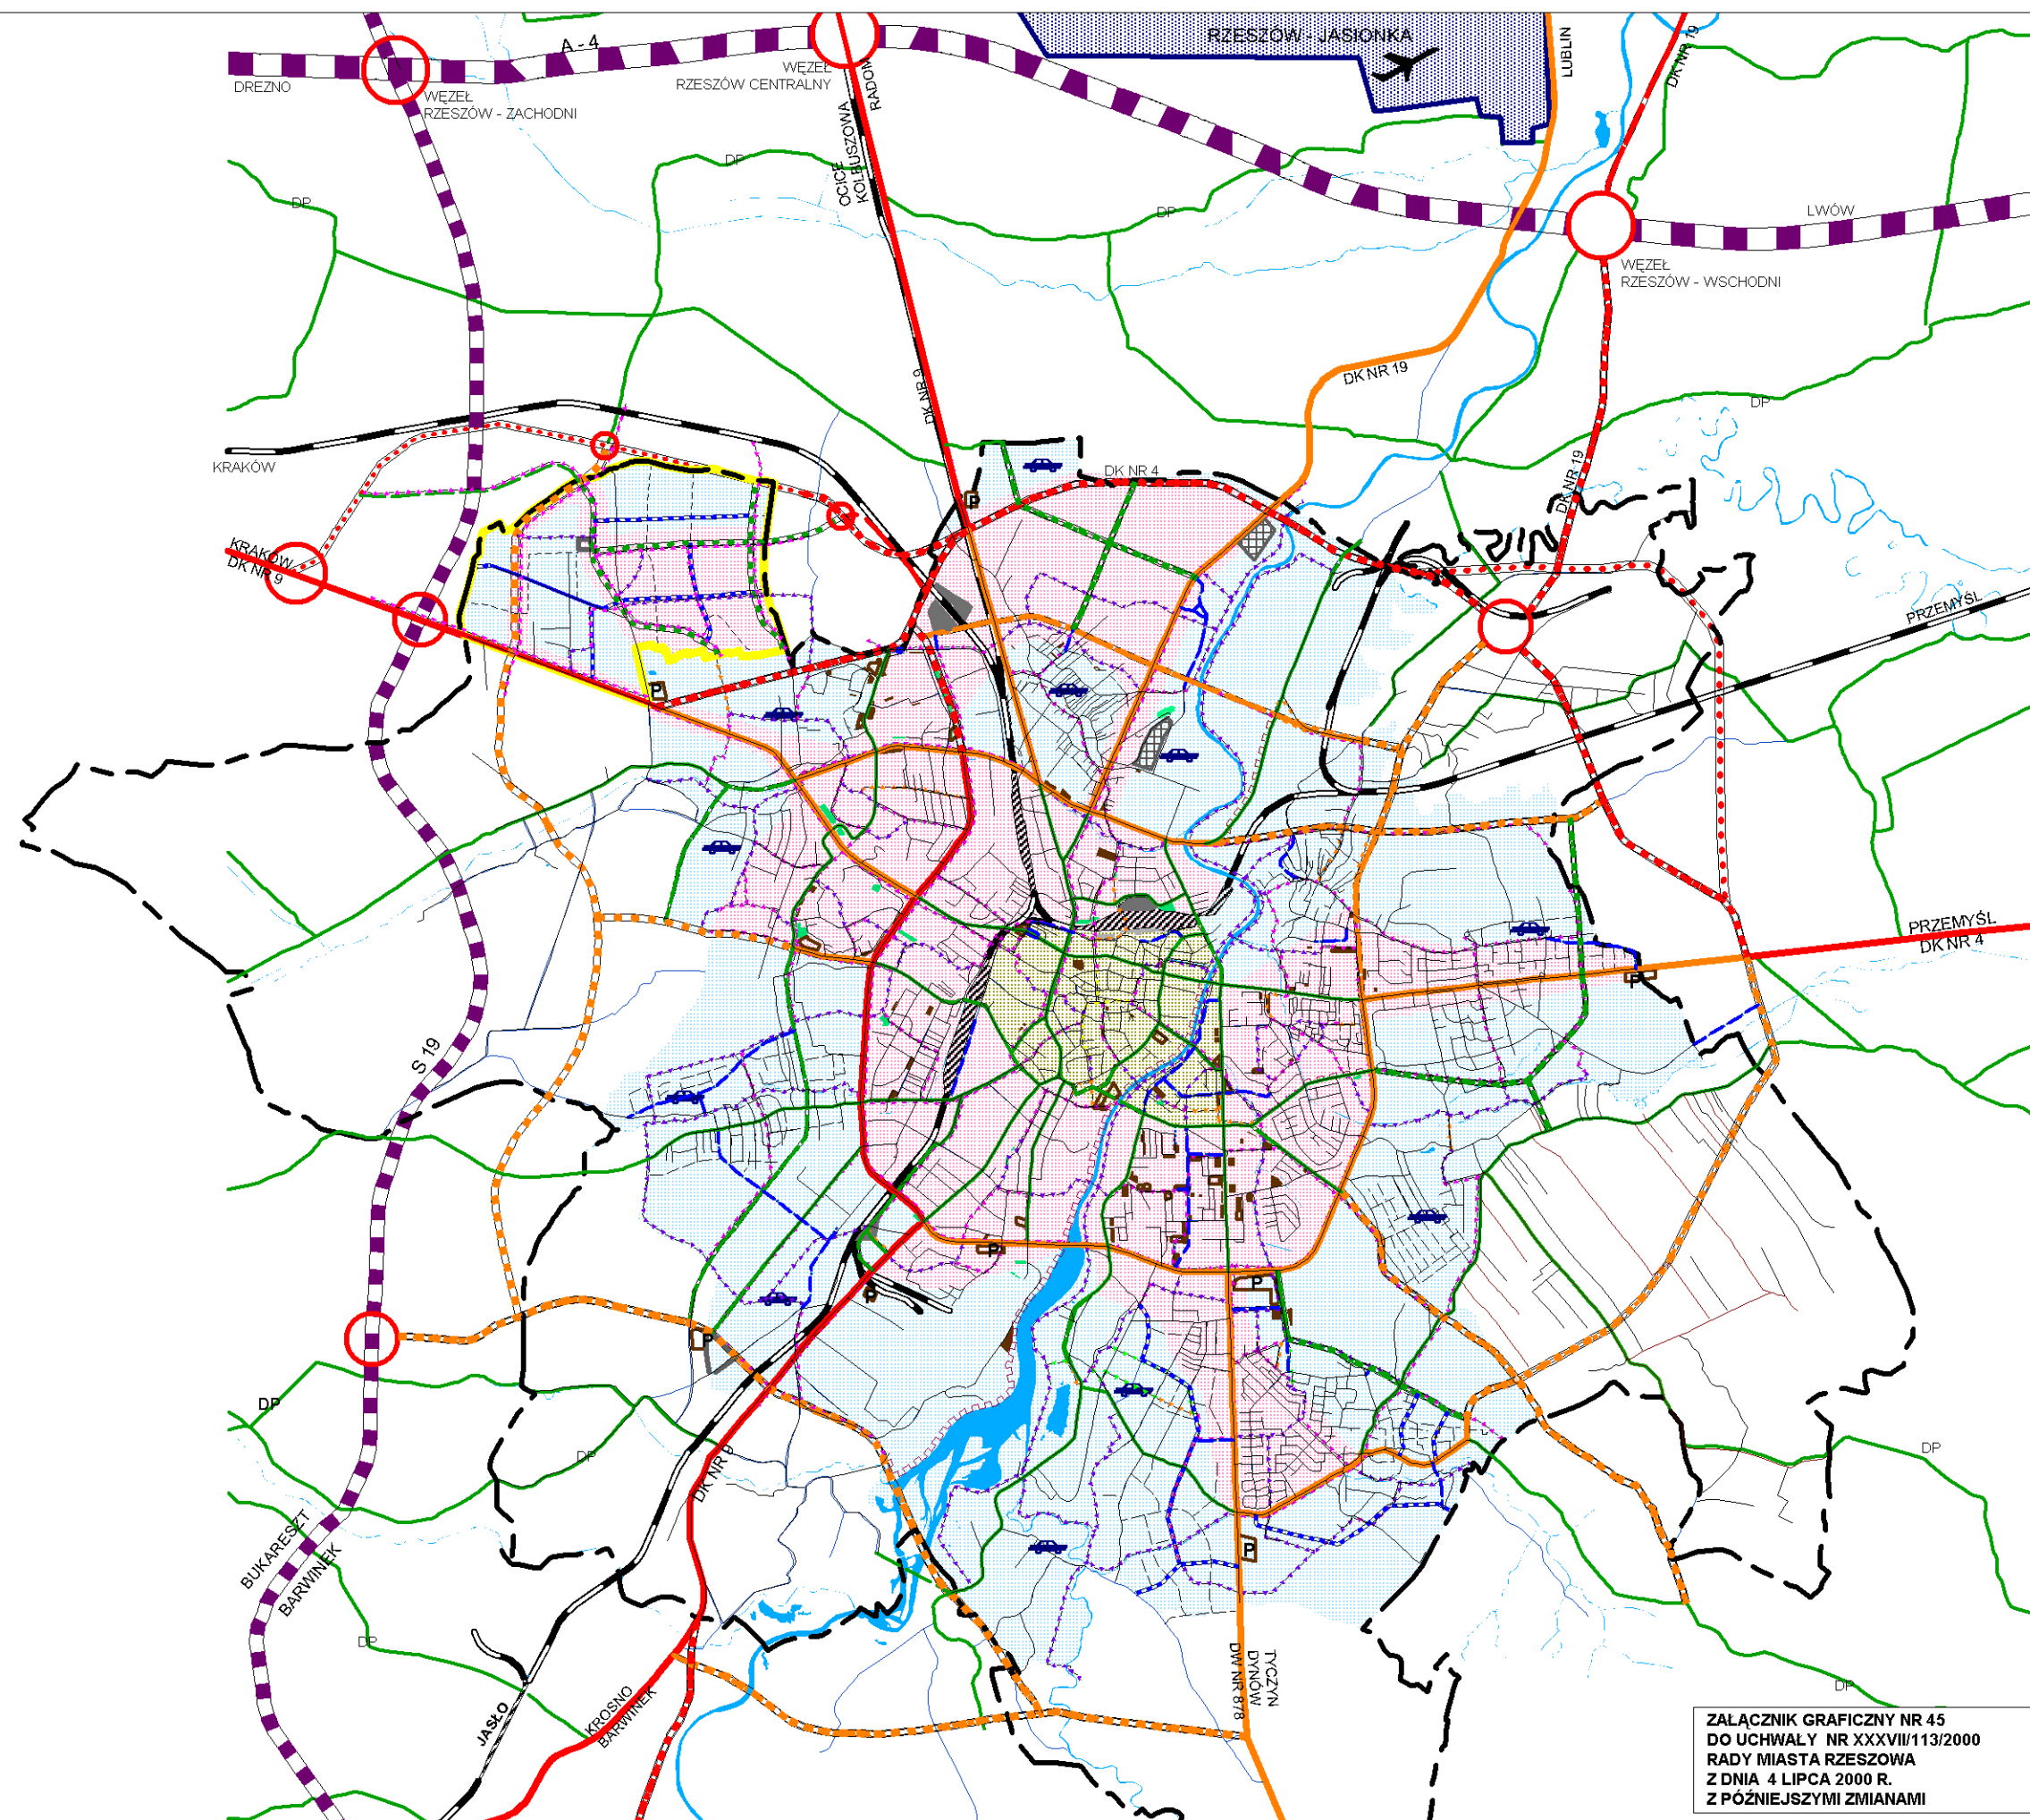 RZESZÓW - JASIONKA
LUBLIN
DK NR 19
A - 4
WĘZEŁ
RZESZÓW CENTRALNY
RADOM
DREZNO
WĘZEŁ
RZESZÓW - ZACHODNI
OCICE
KOLBUSZOWA
DP
DP
DP
LWÓW
WĘZEŁ
RZESZÓW - WSCHODNI
DK NR 9
DK NR 19
DP
KRAKÓW
DK NR 4
DK NR 19
P
KRAKÓW
DK NR 9
PRZEMYŚL
P
PRZEMYŚL
DK NR 4
P
S 19
P
P
P
P
DP
DP
DP
DK NR 9
BUKARESZT
BARWINEK
P
DP
TYCZYN
DYNÓW
DW NR 878
DP
JASŁO
KROSNO
BARWINEK
ZAŁĄCZNIK GRAFICZNY NR 45
DO UCHWAŁY NR XXXVII/113/2000
RADY MIASTA RZESZOWA
Z DNIA 4 LIPCA 2000 R.
Z PÓŹNIEJSZYMI ZMIANAMI